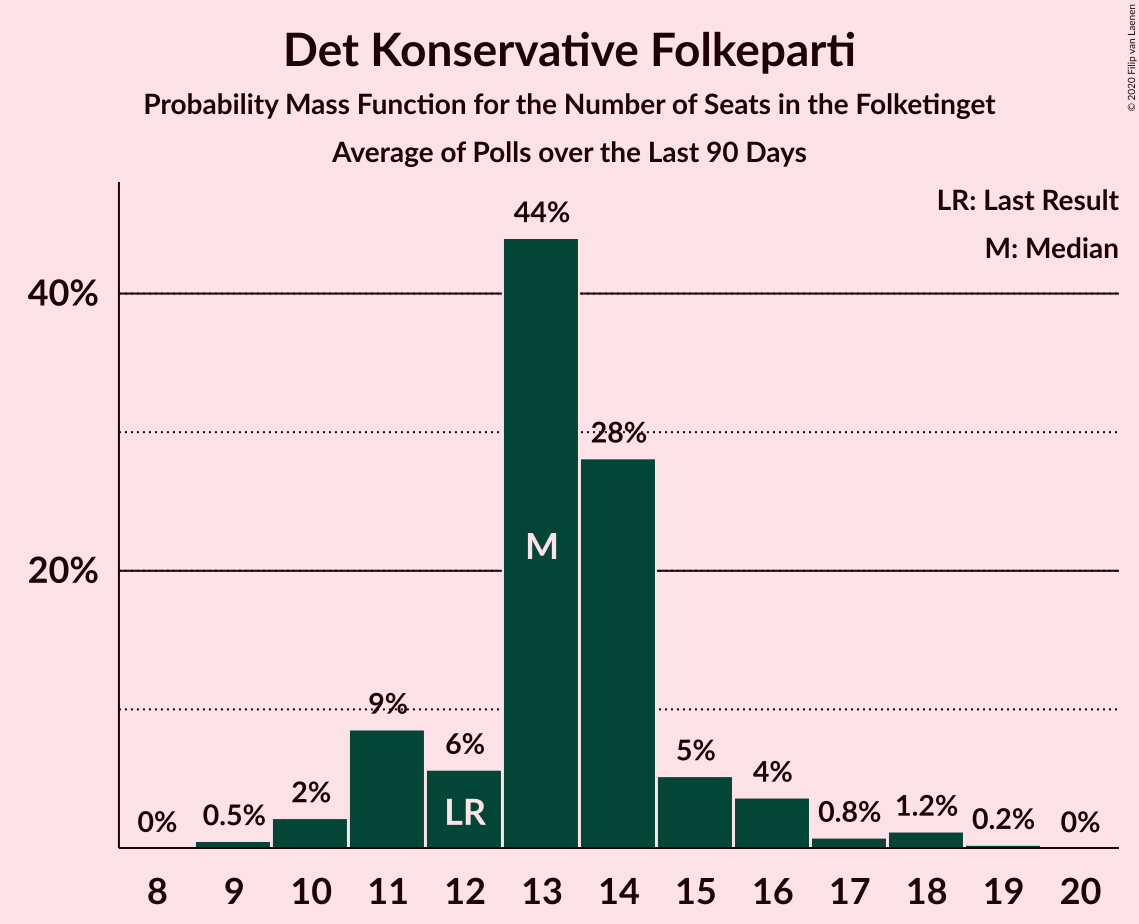 Det Konservative Folkeparti
Probability Mass Function for the Number of Seats in the Folketinget
Average of Polls over the Last 90 Days
© 2020 Filip van Laenen
LR: Last Result
M: Median
44%
40%
28%
M
20%
9%
6%
5%
4%
2%
1.2%
0.8%
0.5%
0.2%
0%
0%
LR
8 9 10 11 12 13 14 15 16 17 18 19 20